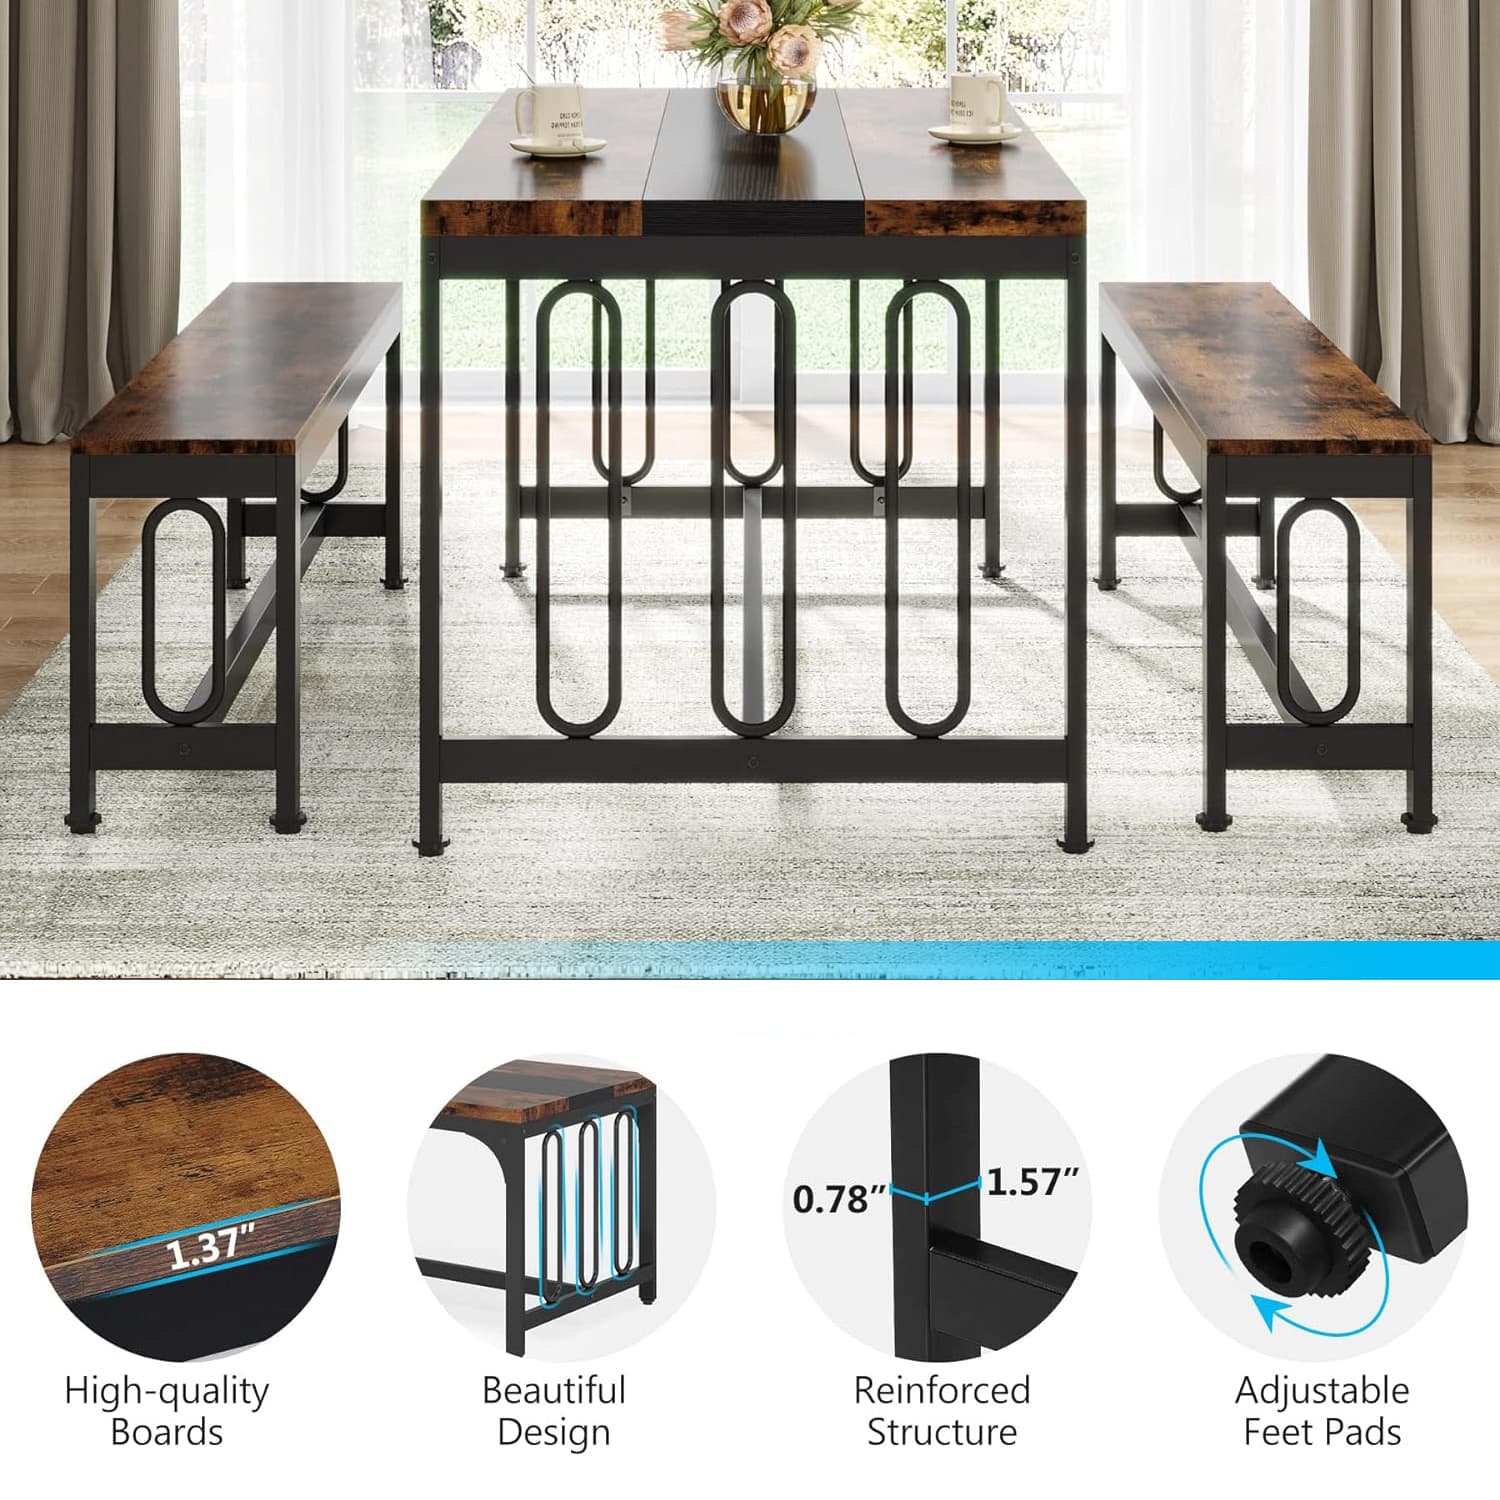 1.37"
0.78"
1.57"
High-quality
Boards
Beautiful
Design
Reinforced
Structure
Adjustable
Feet Pads